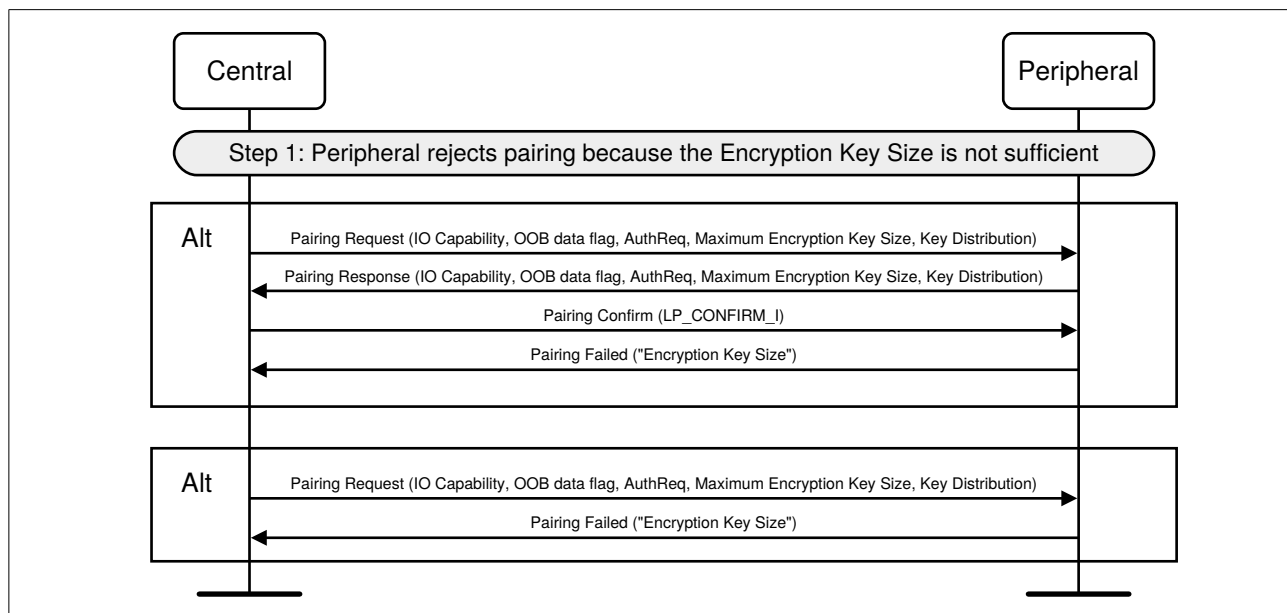 Central
Peripheral
Step 1: Peripheral rejects pairing because the Encryption Key Size is not sufficient
Alt
Pairing Request (IO Capability, OOB data flag, AuthReq, Maximum Encryption Key Size, Key Distribution)
Pairing Response (IO Capability, OOB data flag, AuthReq, Maximum Encryption Key Size, Key Distribution)
Pairing Confirm (LP_CONFIRM_I)
Pairing Failed ("Encryption Key Size")
Alt
Pairing Request (IO Capability, OOB data flag, AuthReq, Maximum Encryption Key Size, Key Distribution)
Pairing Failed ("Encryption Key Size")